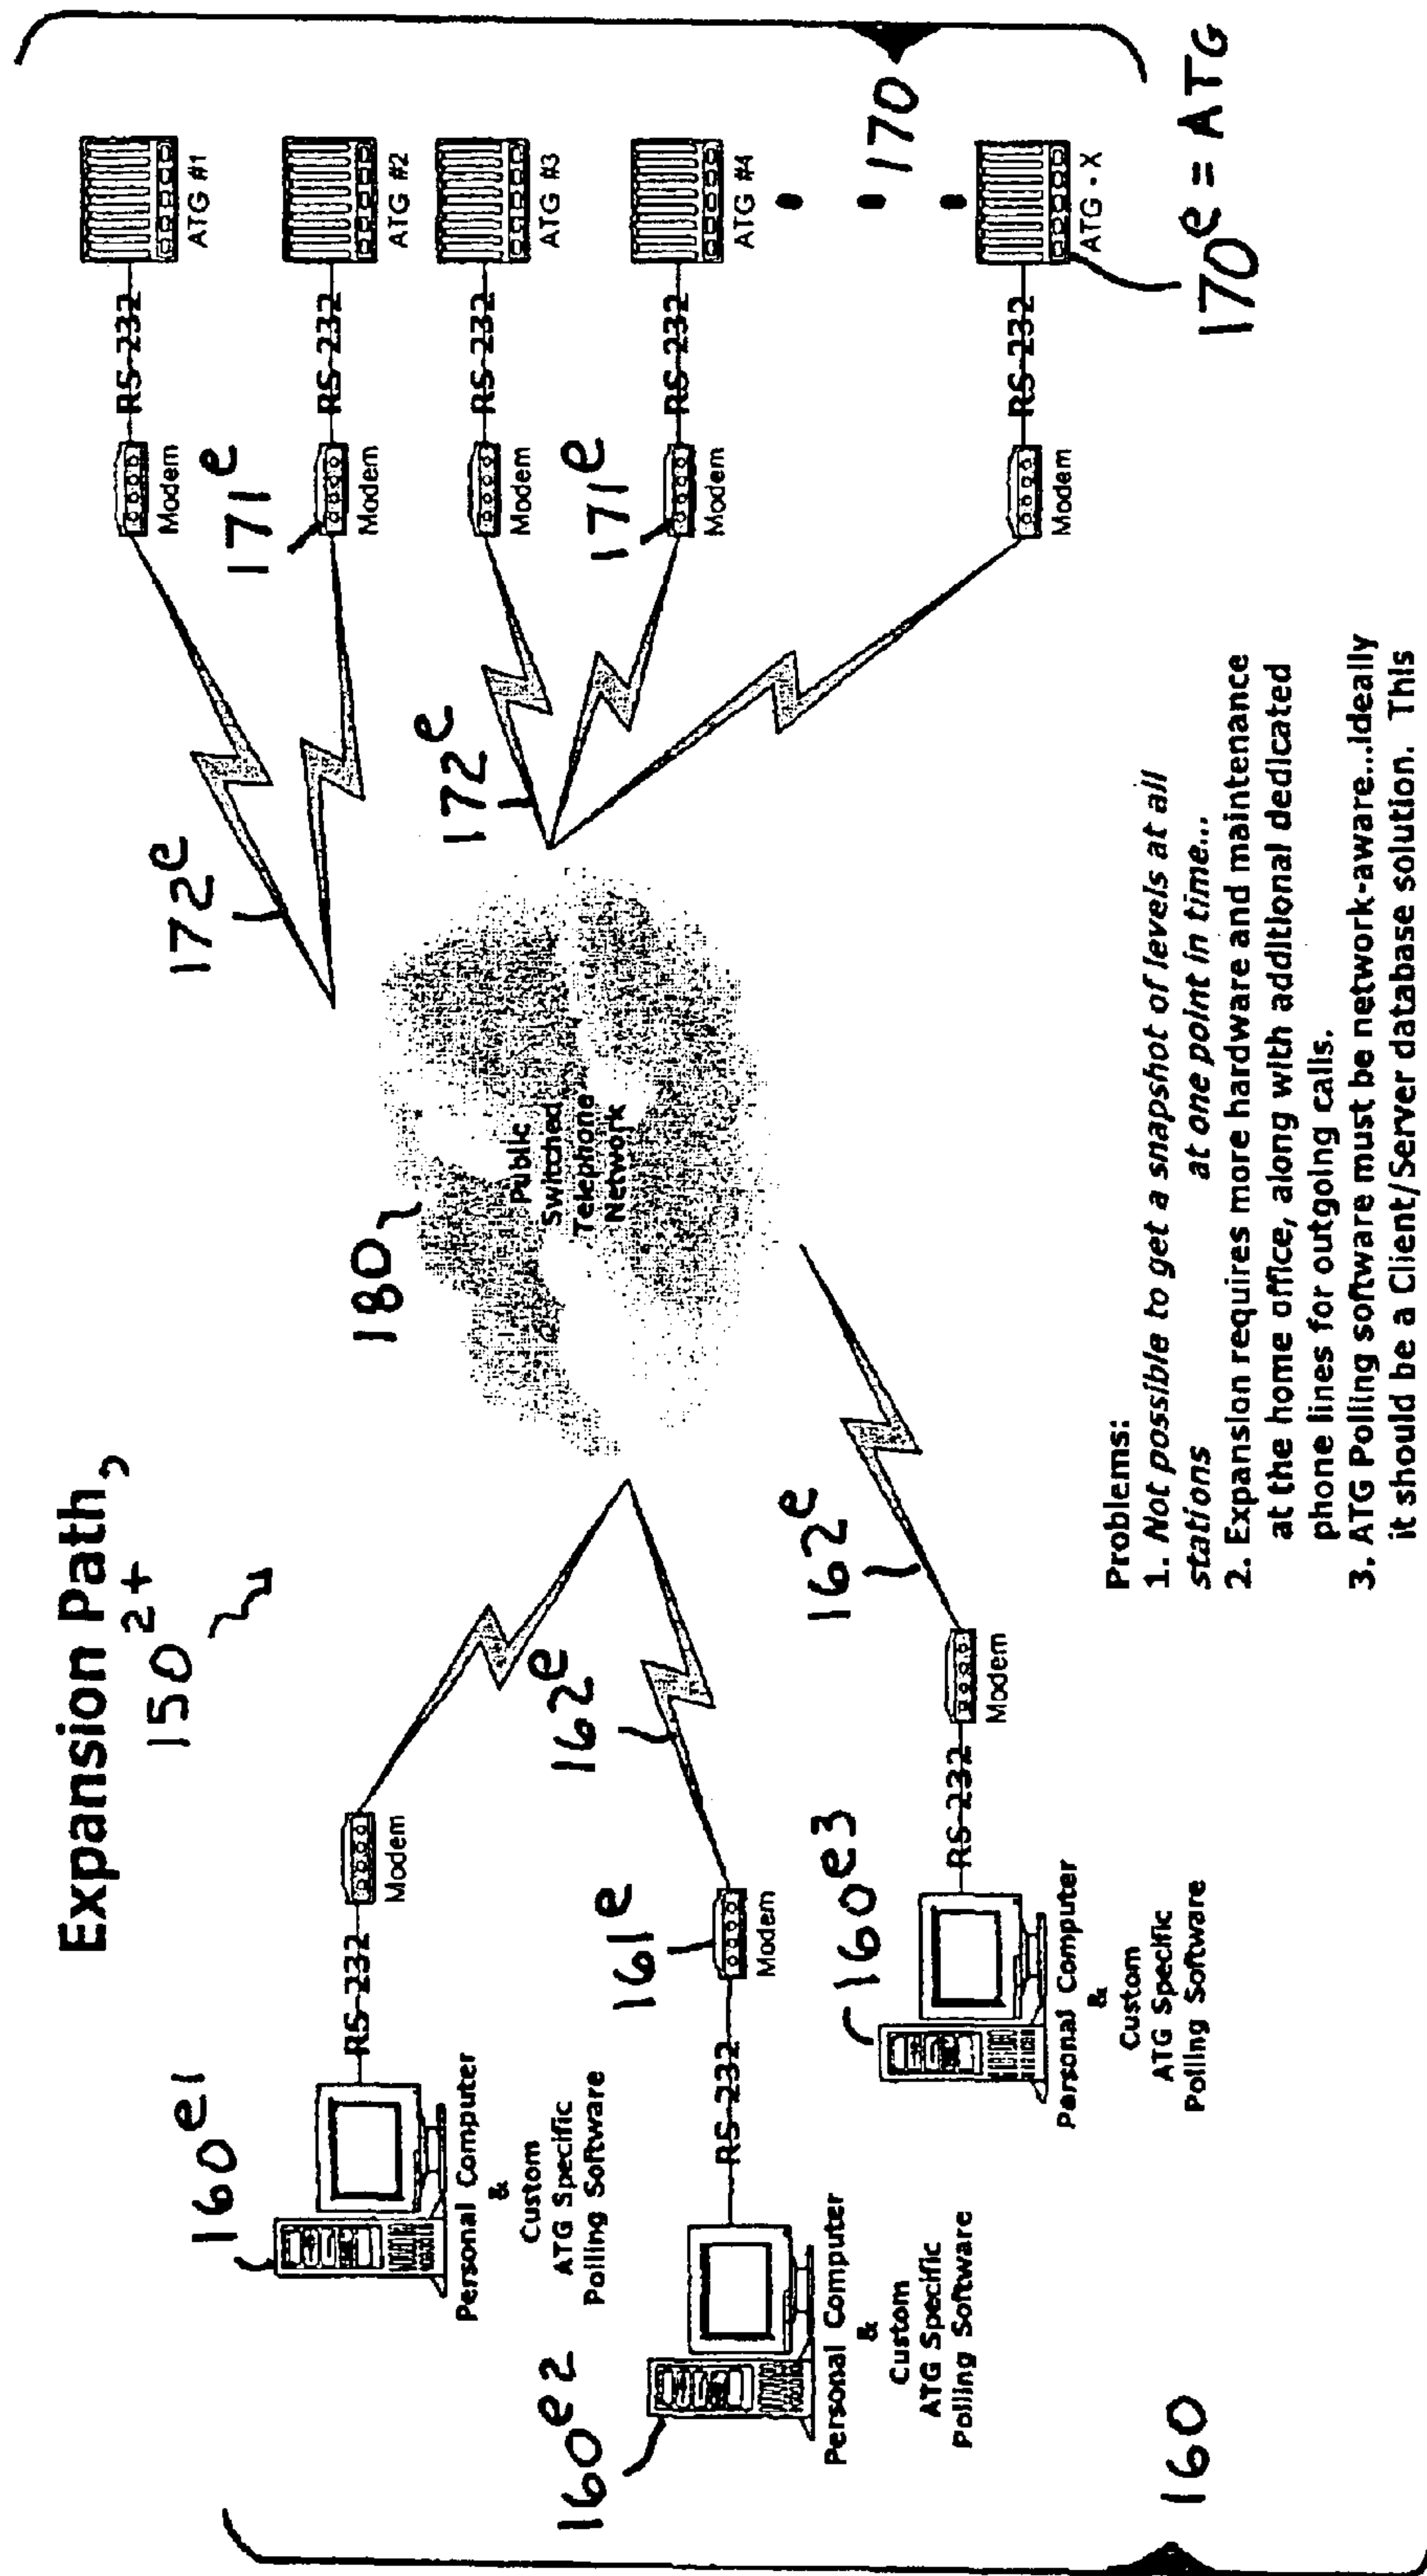 Expansion Path,
150 2+
160 e1
RS-232
Modem
Personal Computer
&
Custom
ATG Specific
Polling Software
160 e2
RS-232
161 e
Modem
162 e
Personal Computer
&
Custom
ATG Specific
Polling Software
160 e3
RS-232
Modem
162 e
Personal Computer
&
Custom
ATG Specific
Polling Software
160
180
Public
Switched
Telephone
Network
172 e
172 e
Modem
RS-232
ATG #1
171 e
Modem
RS-232
ATG #2
Modem
RS-232
ATG #3
171 e
Modem
RS-232
ATG #4
170
Modem
RS-232
ATG - X
170 e = ATG
Problems:
1. Not possible to get a snapshot of levels at all
stations at one point in time...
2. Expansion requires more hardware and maintenance
at the home office, along with additional dedicated
phone lines for outgoing calls.
3. ATG Polling software must be network-aware...ideally
it should be a Client/Server database solution. This